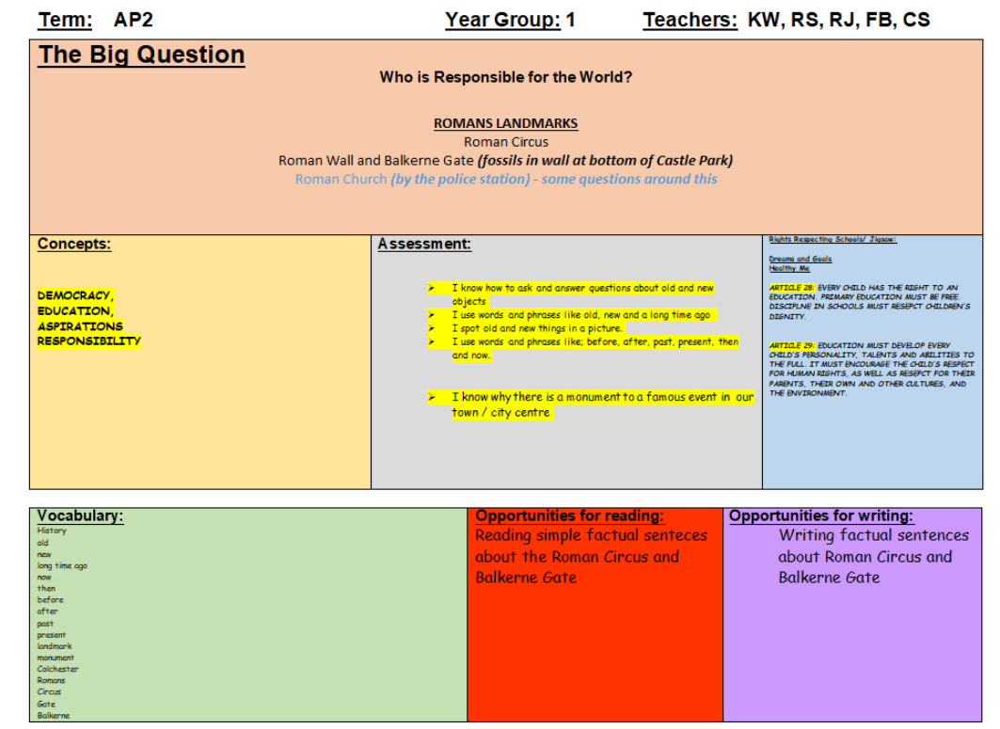 Term: AP2 Year Group: 1 Teachers: KW, RS, RJ, FB, CS
The Big Question
Who is Responsible for the World?
ROMANS LANDMARKS
Roman Circus
Roman Wall and Balkerne Gate (fossils in wall at bottom of Castle Park)
Roman Church (by the police station) - some questions around this
Concepts:
DEMOCRACY,
EDUCATION,
ASPIRATIONS
RESPONSIBILITY
Assessment:
➢ I know how to ask and answer questions about old and new
objects
➢ I use words and phrases like old, new and a long time ago
➢ I spot old and new things in a picture.
➢ I use words and phrases like; before, after, past, present, then
and now.
➢ I know why there is a monument to a famous event in our
town / city centre
Rights Respecting Schools/ Jigsaw:
Dreams and Goals
Healthy Me
ARTICLE 28: EVERY CHILD HAS THE RIGHT TO AN
EDUCATION. PRIMARY EDUCATION MUST BE FREE.
DISCIPLNE IN SCHOOLS MUST RESEPCT CHILDREN'S
DIGNITY.
ARTICLE 29: EDUCATION MUST DEVELOP EVERY
CHILD'S PERSONALITY, TALENTS AND ABILITIES TO
THE FULL. IT MUST ENCOURAGE THE CHILD'S RESPECT
FOR HUMAN RIGHTS, AS WELL AS RESEPCT FOR THEIR
PARENTS, THEIR OWN AND OTHER CULTURES, AND
THE ENVIRONMENT.
Vocabulary:
History
old
new
long time ago
now
then
before
after
past
present
landmark
monument
Colchester
Romans
Circus
Gate
Balkerne
Opportunities for reading:
Reading simple factual senteces
about the Roman Circus and
Balkerne Gate
Opportunities for writing:
Writing factual sentences
about Roman Circus and
Balkerne Gate